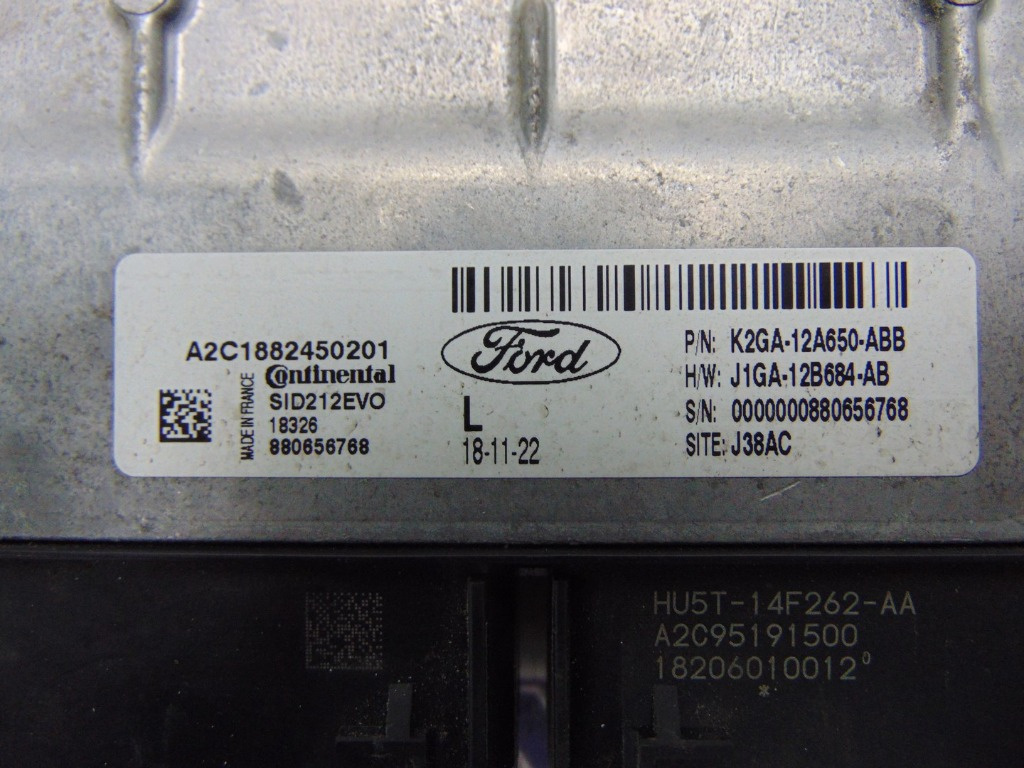 A2C1882450201
Continental
SID212EVO
18326
880656768
MADE IN FRANCE
Ford
L
18-11-22
P/N: K2GA-12A650-ABB
H/W: J1GA-12B684-AB
S/N: 0000000880656768
SITE: J38AC
HU5T-14F262-AA
A2C95191500
18206010012⁰
*